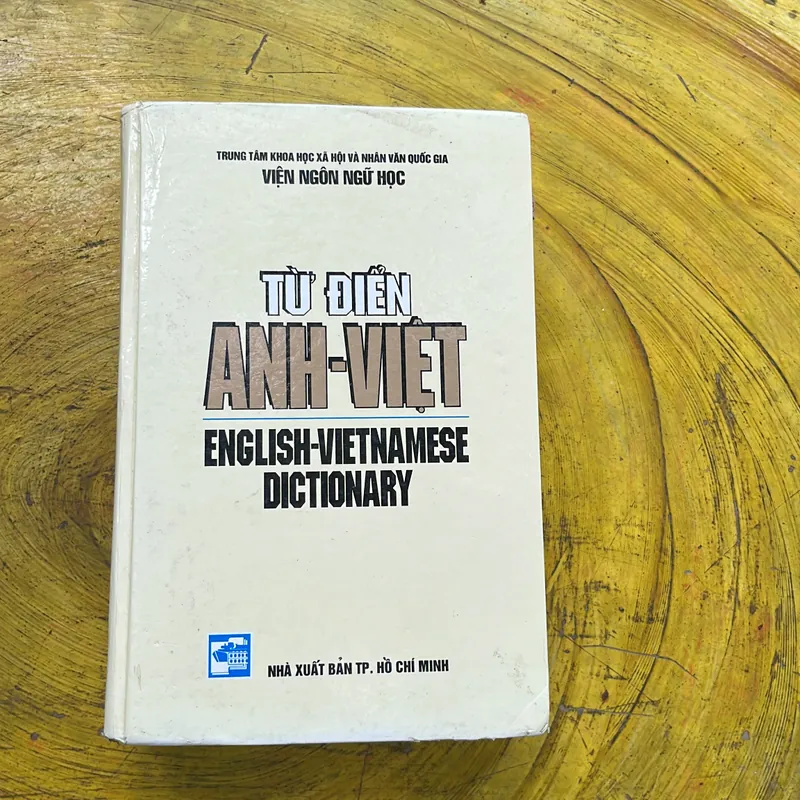 TRUNG TÂM KHOA HỌC XÃ HỘI VÀ NHÂN VĂN QUỐC GIA
VIỆN NGÔN NGỮ HỌC
TỪ ĐIỂN
ANH-VIỆT
ENGLISH-VIETNAMESE
DICTIONARY
NHÀ XUẤT BẢN TP. HỒ CHÍ MINH